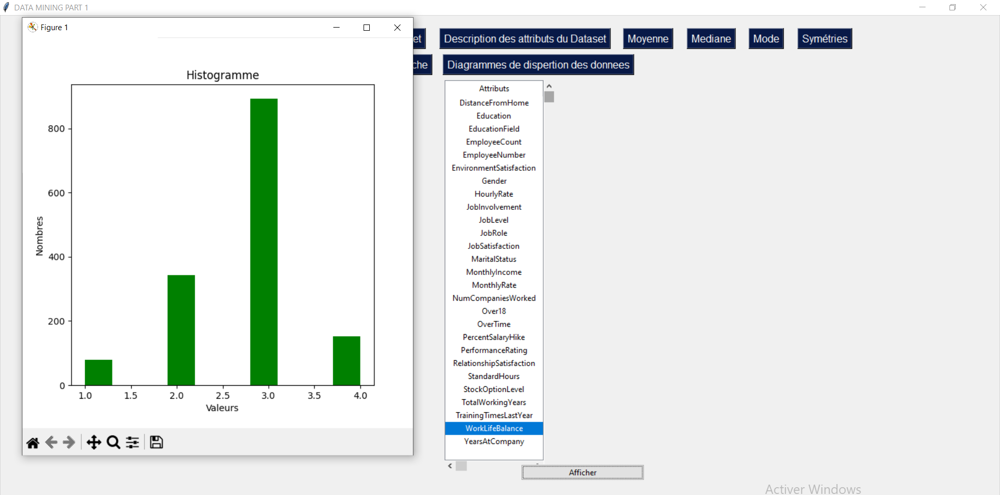 DATA MINING PART 1
Figure 1
et
Description des attributs du Dataset
Moyenne
Mediane
Mode
Symétries
che
Diagrammes de dispertion des donnees
Histogramme
800
600
400
200
0
Nombres
1.0 1.5 2.0 2.5 3.0 3.5 4.0
Valeurs
Attributs
DistanceFromHome
Education
EducationField
EmployeeCount
EmployeeNumber
EnvironmentSatisfaction
Gender
HourlyRate
JobInvolvement
JobLevel
JobRole
JobSatisfaction
MaritalStatus
MonthlyIncome
MonthlyRate
NumCompaniesWorked
Over18
OverTime
PercentSalaryHike
PerformanceRating
RelationshipSatisfaction
StandardHours
StockOptionLevel
TotalWorkingYears
TrainingTimesLastYear
WorkLifeBalance
YearsAtCompany
Afficher
Activer Windows